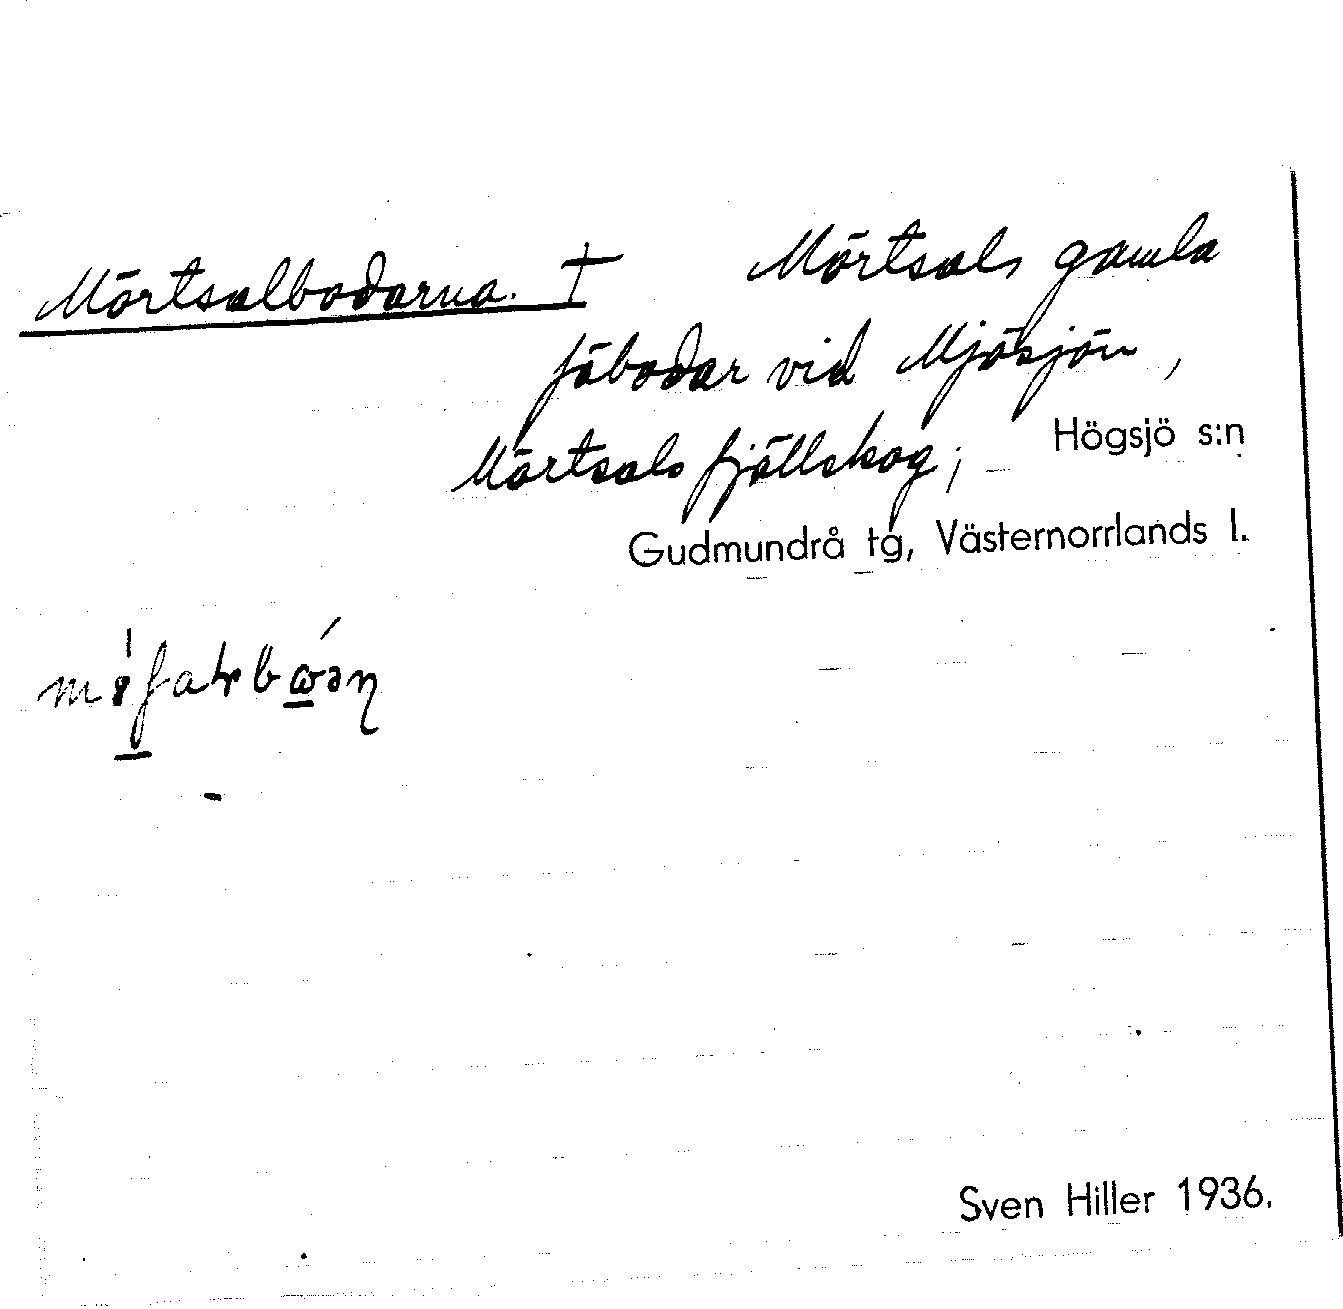 Mörtsalbodarna. † Mörtsals gamla
fäbodar vid Mjösjön,
Mörtsals fjällskog; Högsjö s:n
Gudmundrå tg, Västernorrlands l.
Sven Hiller 1936.